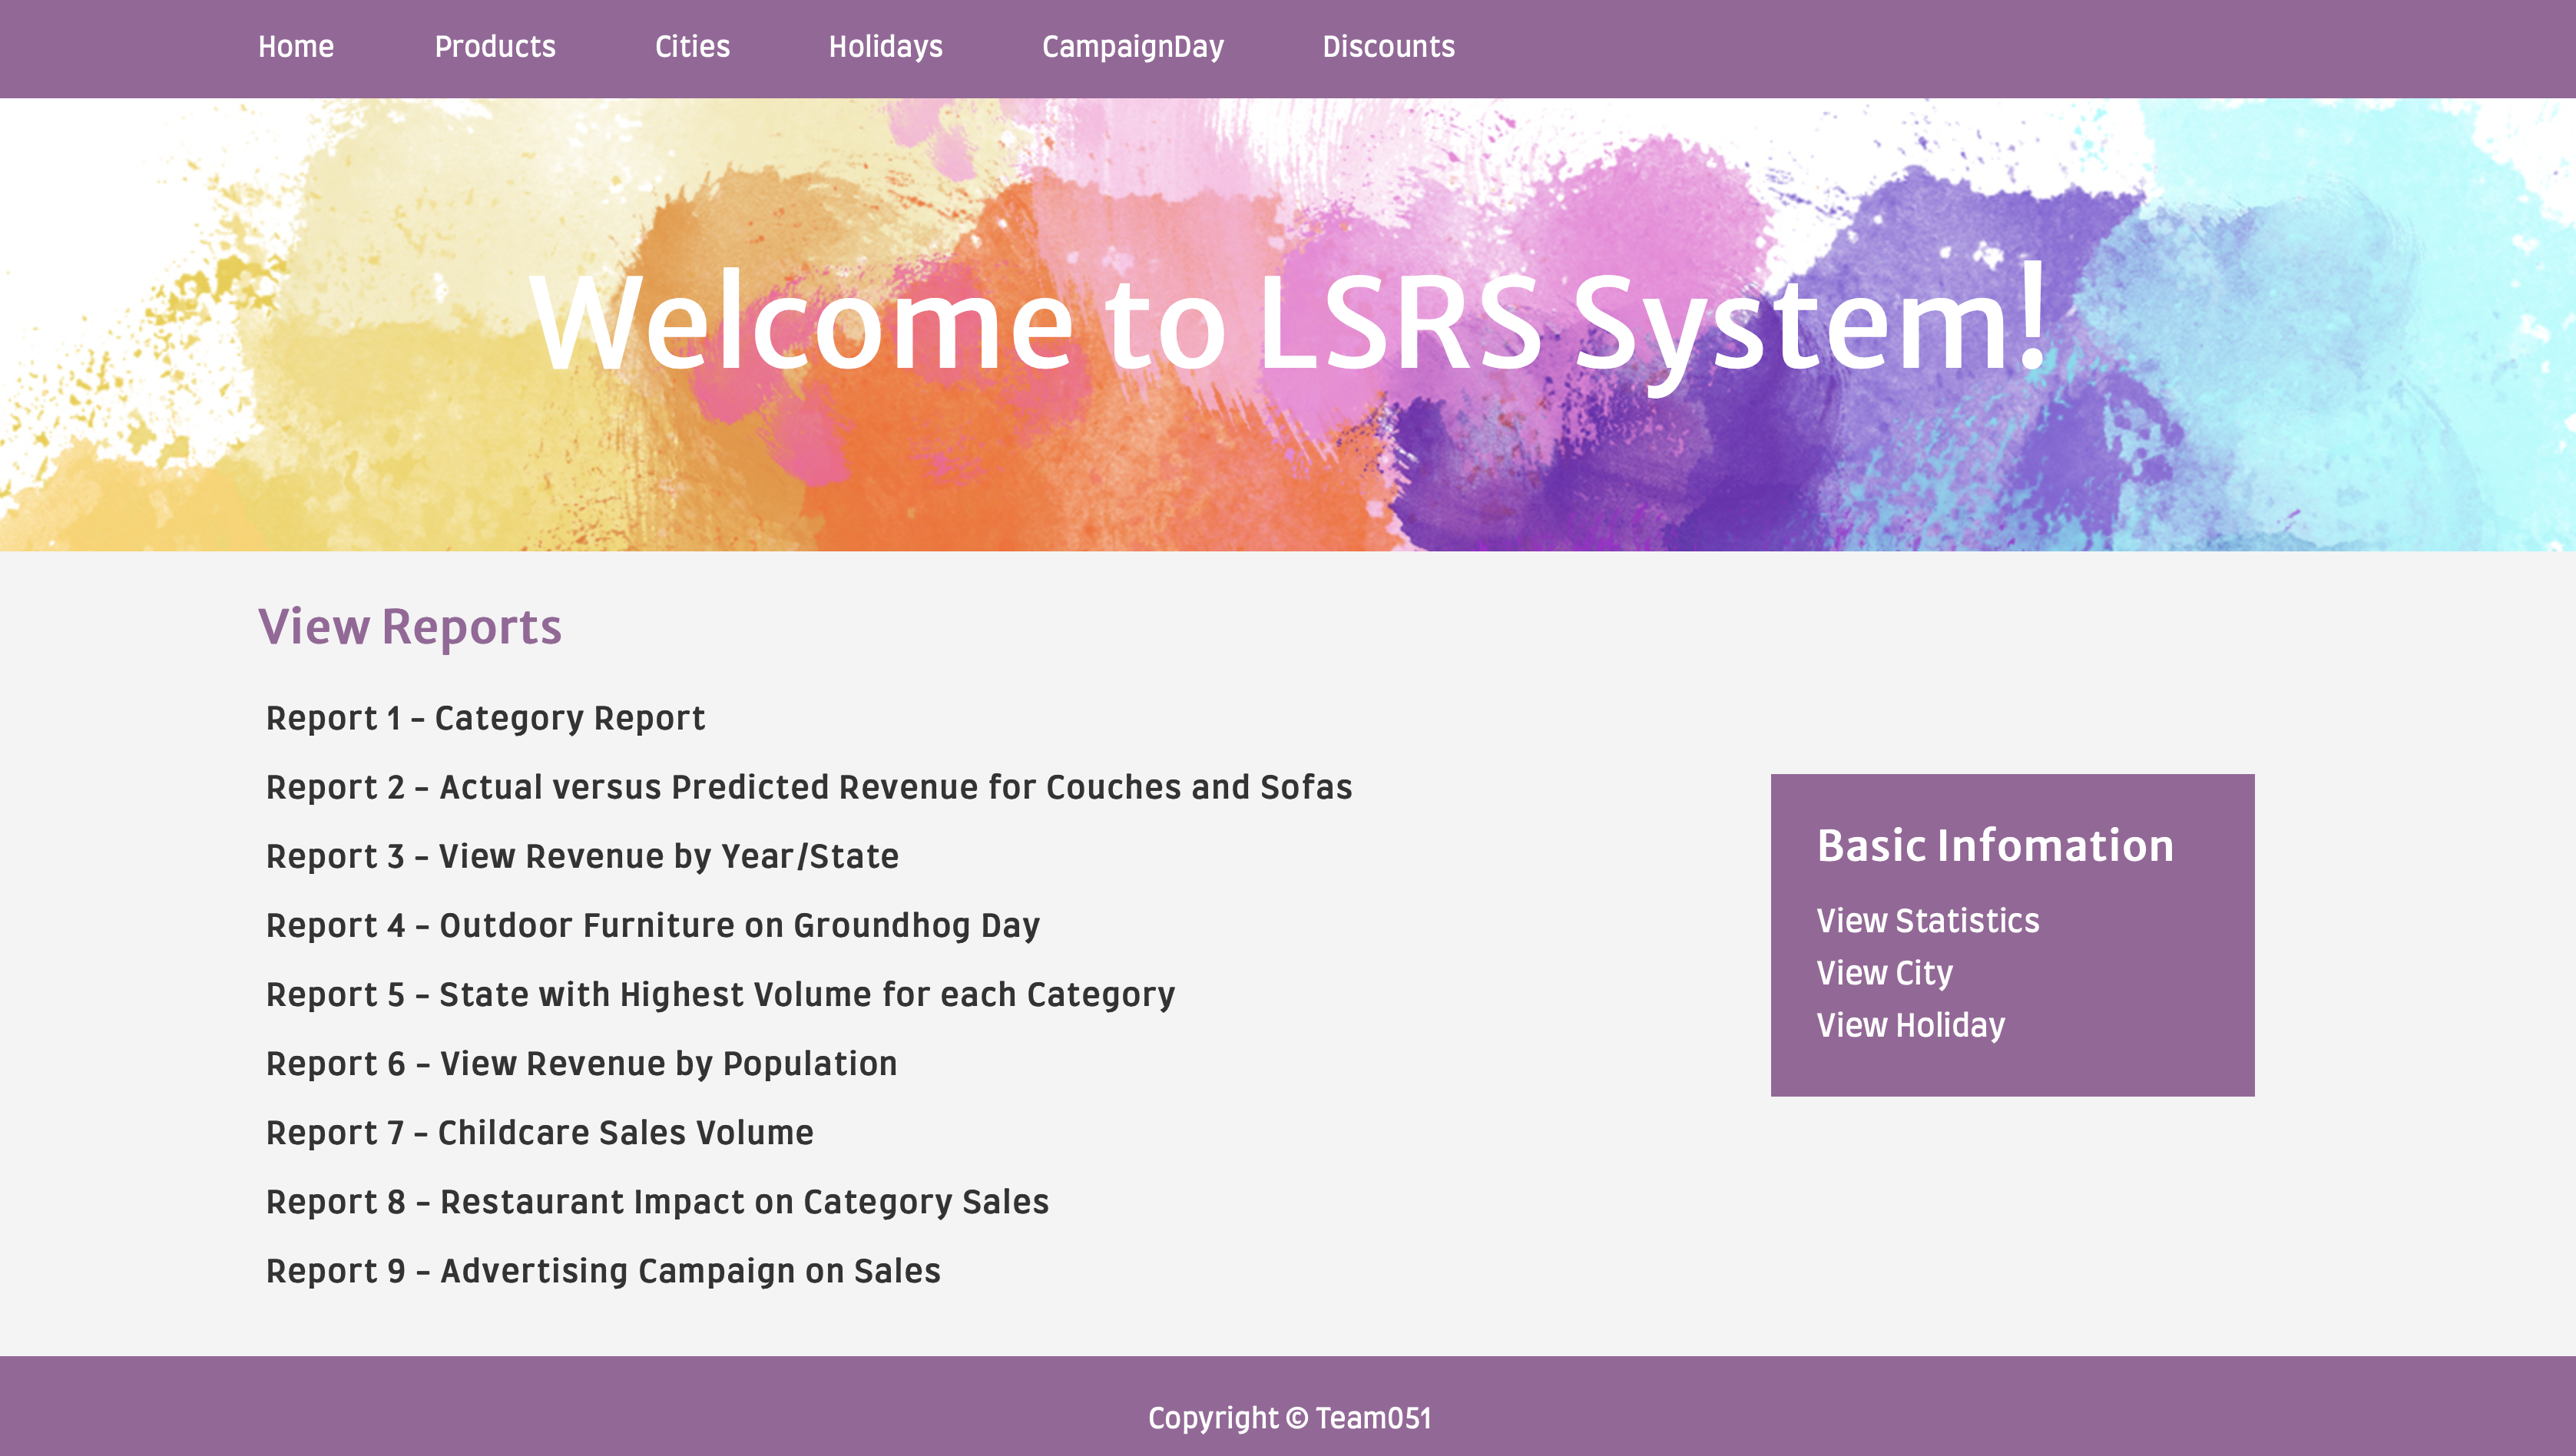 Home Products Cities Holidays CampaignDay Discounts
Welcome to LSRS System!
View Reports
Report 1 - Category Report
Report 2 - Actual versus Predicted Revenue for Couches and Sofas
Report 3 - View Revenue by Year/State
Report 4 - Outdoor Furniture on Groundhog Day
Report 5 - State with Highest Volume for each Category
Report 6 - View Revenue by Population
Report 7 - Childcare Sales Volume
Report 8 - Restaurant Impact on Category Sales
Report 9 - Advertising Campaign on Sales
Basic Infomation
View Statistics
View City
View Holiday
Copyright © Team051